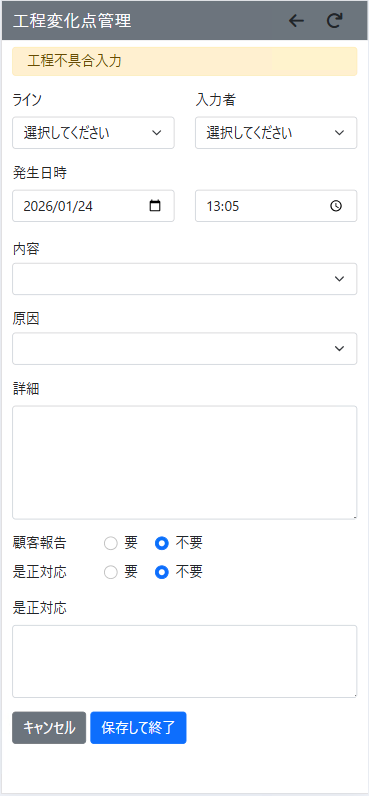 工程変化点管理
工程不具合入力
ライン 入力者
選択してください 選択してください
発生日時
2026/01/24 13:05
内容
原因
詳細
顧客報告 要 不要
是正対応 要 不要
是正対応
キャンセル 保存して終了